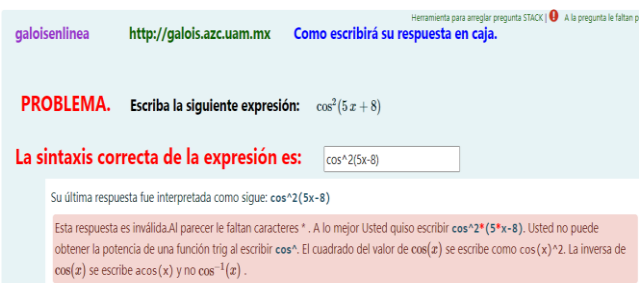 Herramienta para arreglar pregunta STACK | A la pregunta le faltan p
galoisenlinea http://galois.azc.uam.mx Como escribirá su respuesta en caja.
PROBLEMA. Escriba la siguiente expresión: cos²(5x + 8)
La sintaxis correcta de la expresión es: cos^2(5x-8)
Su última respuesta fue interpretada como sigue: cos^2(5x-8)
Esta respuesta es inválida.Al parecer le faltan caracteres * . A lo mejor Usted quiso escribir cos^2*(5*x-8). Usted no puede
obtener la potencia de una función trig al escribir cos^. El cuadrado del valor de cos(x) se escribe como cos(x)^2. La inversa de
cos(x) se escribe acos(x) y no cos⁻¹(x) .